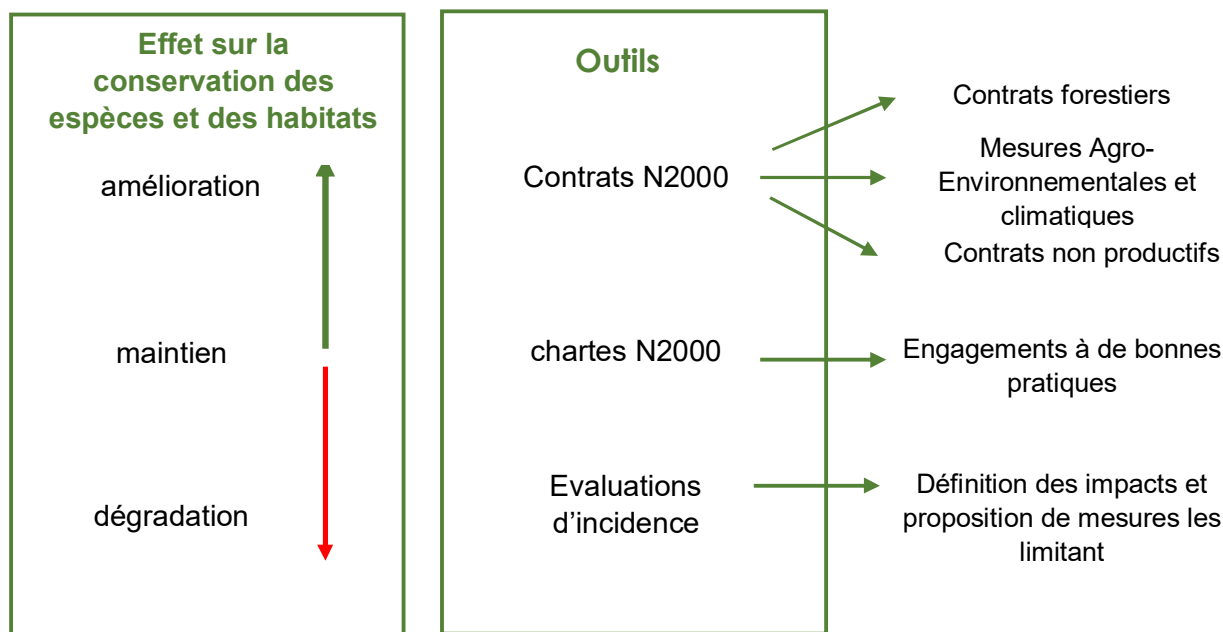 Effet sur la
conservation des
espèces et des habitats
amélioration
maintien
dégradation
Outils
Contrats N2000
chartes N2000
Evaluations
d'incidence
Contrats forestiers
Mesures Agro-
Environnementales et
climatiques
Contrats non productifs
Engagements à de bonnes
pratiques
Définition des impacts et
proposition de mesures les
limitant